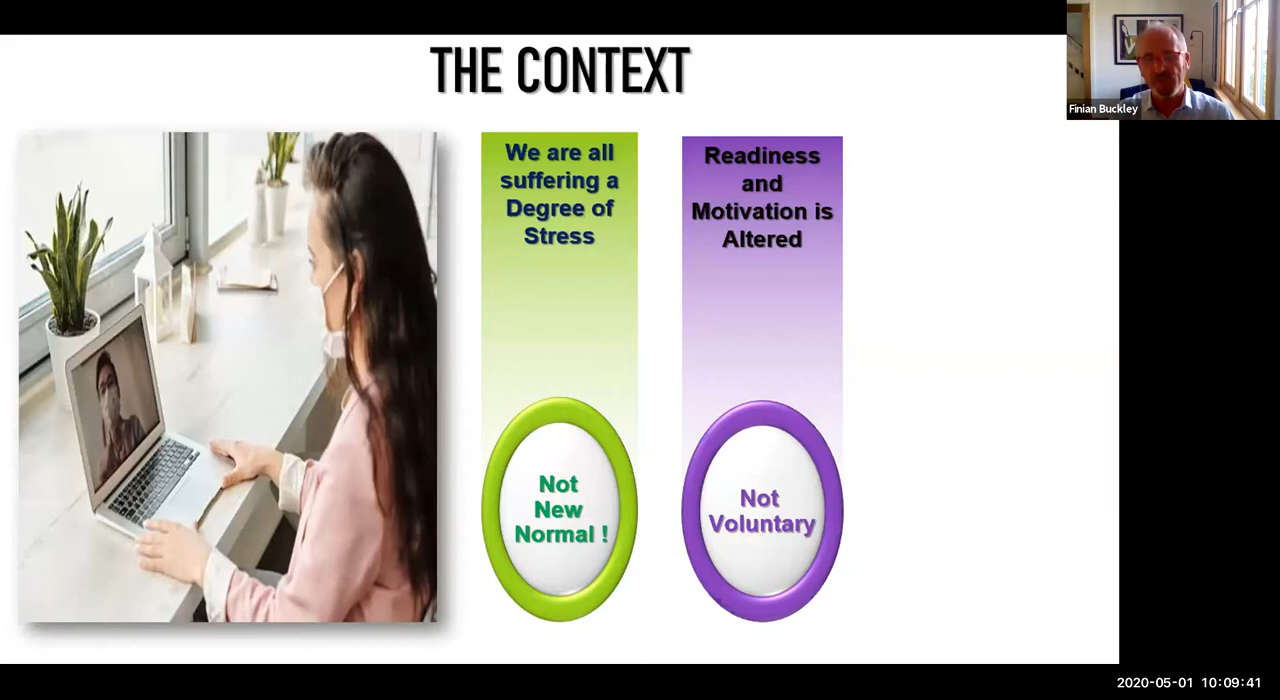 THE CONTEXT
Finian Buckley
We are all
suffering a
Degree of
Stress
Not
New
Normal !
Readiness
and
Motivation is
Altered
Not
Voluntary
2020-05-01 10:09:41